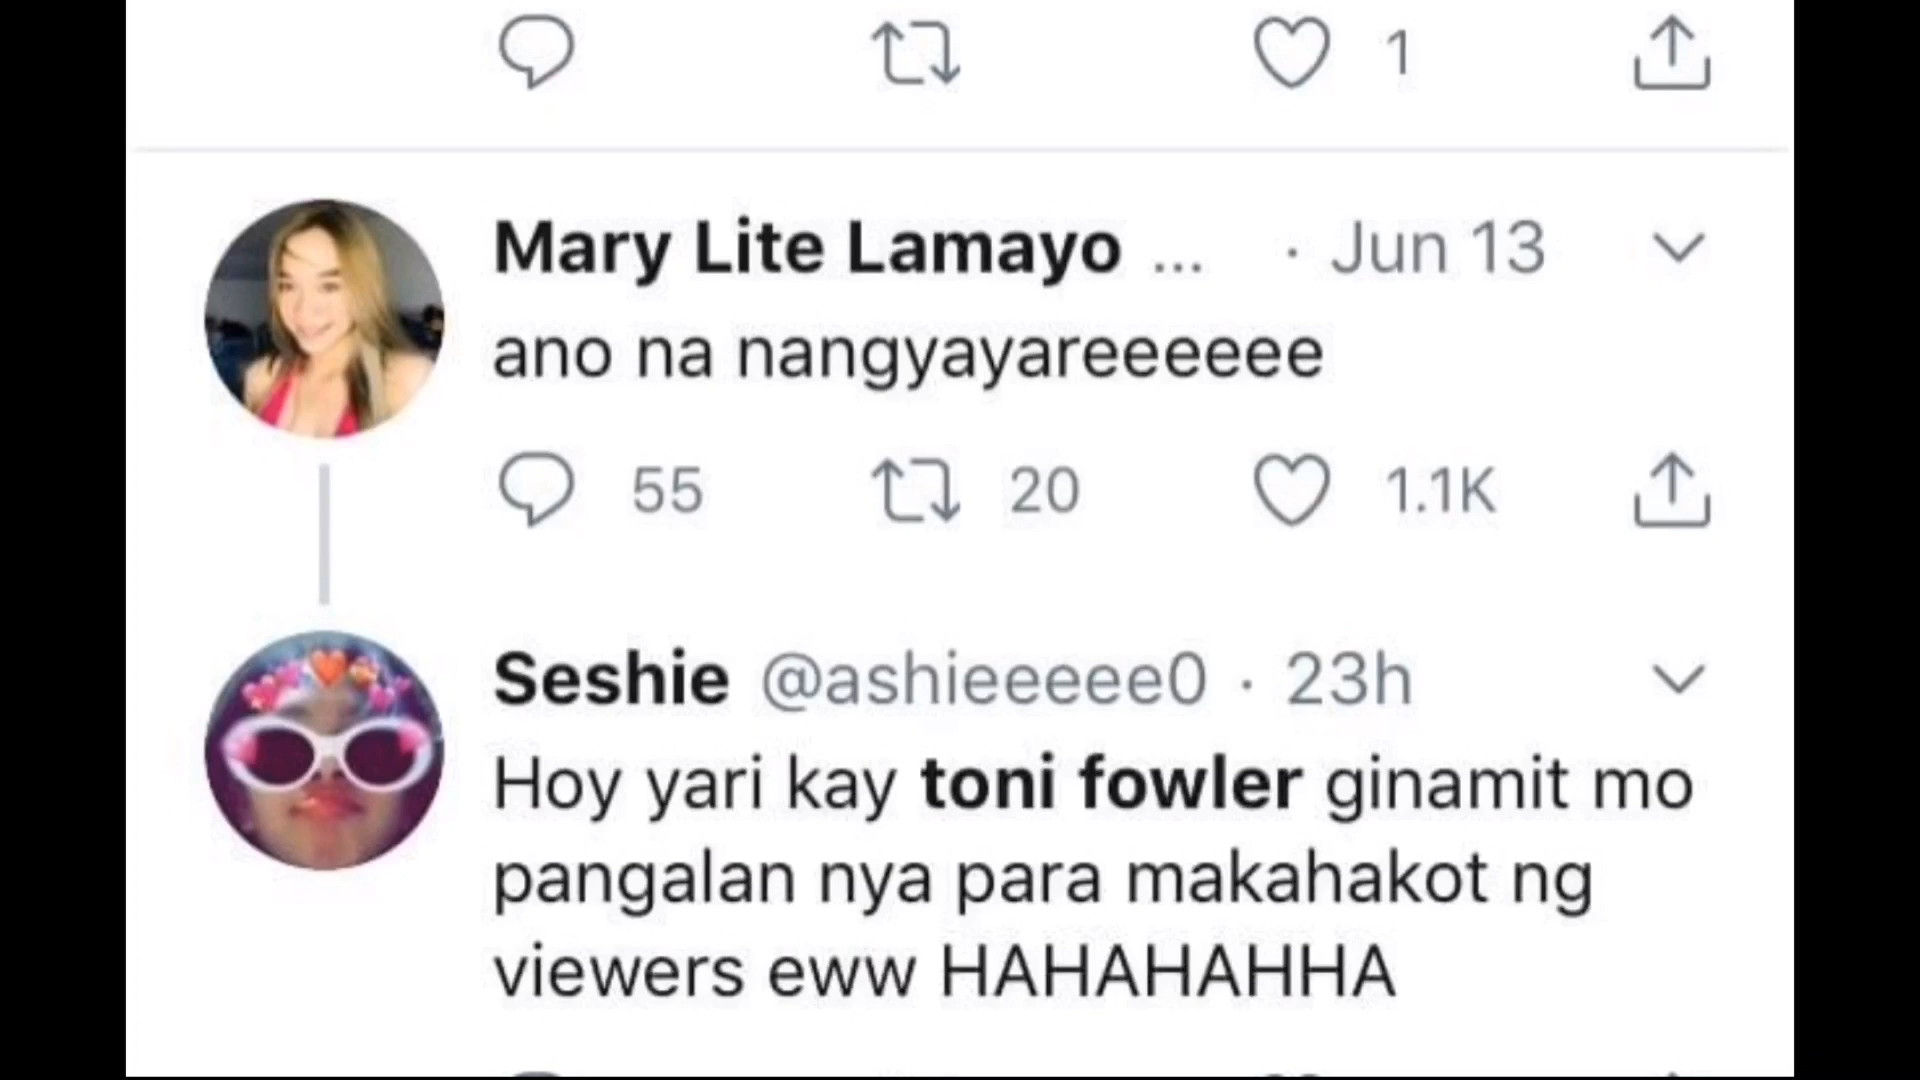 1
Mary Lite Lamayo ... · Jun 13
ano na nangyayareeeeee
55 20 1.1K
Seshie @ashieeeee0 · 23h
Hoy yari kay toni fowler ginamit mo
pangalan nya para makahakot ng
viewers eww HAHAHAHHA